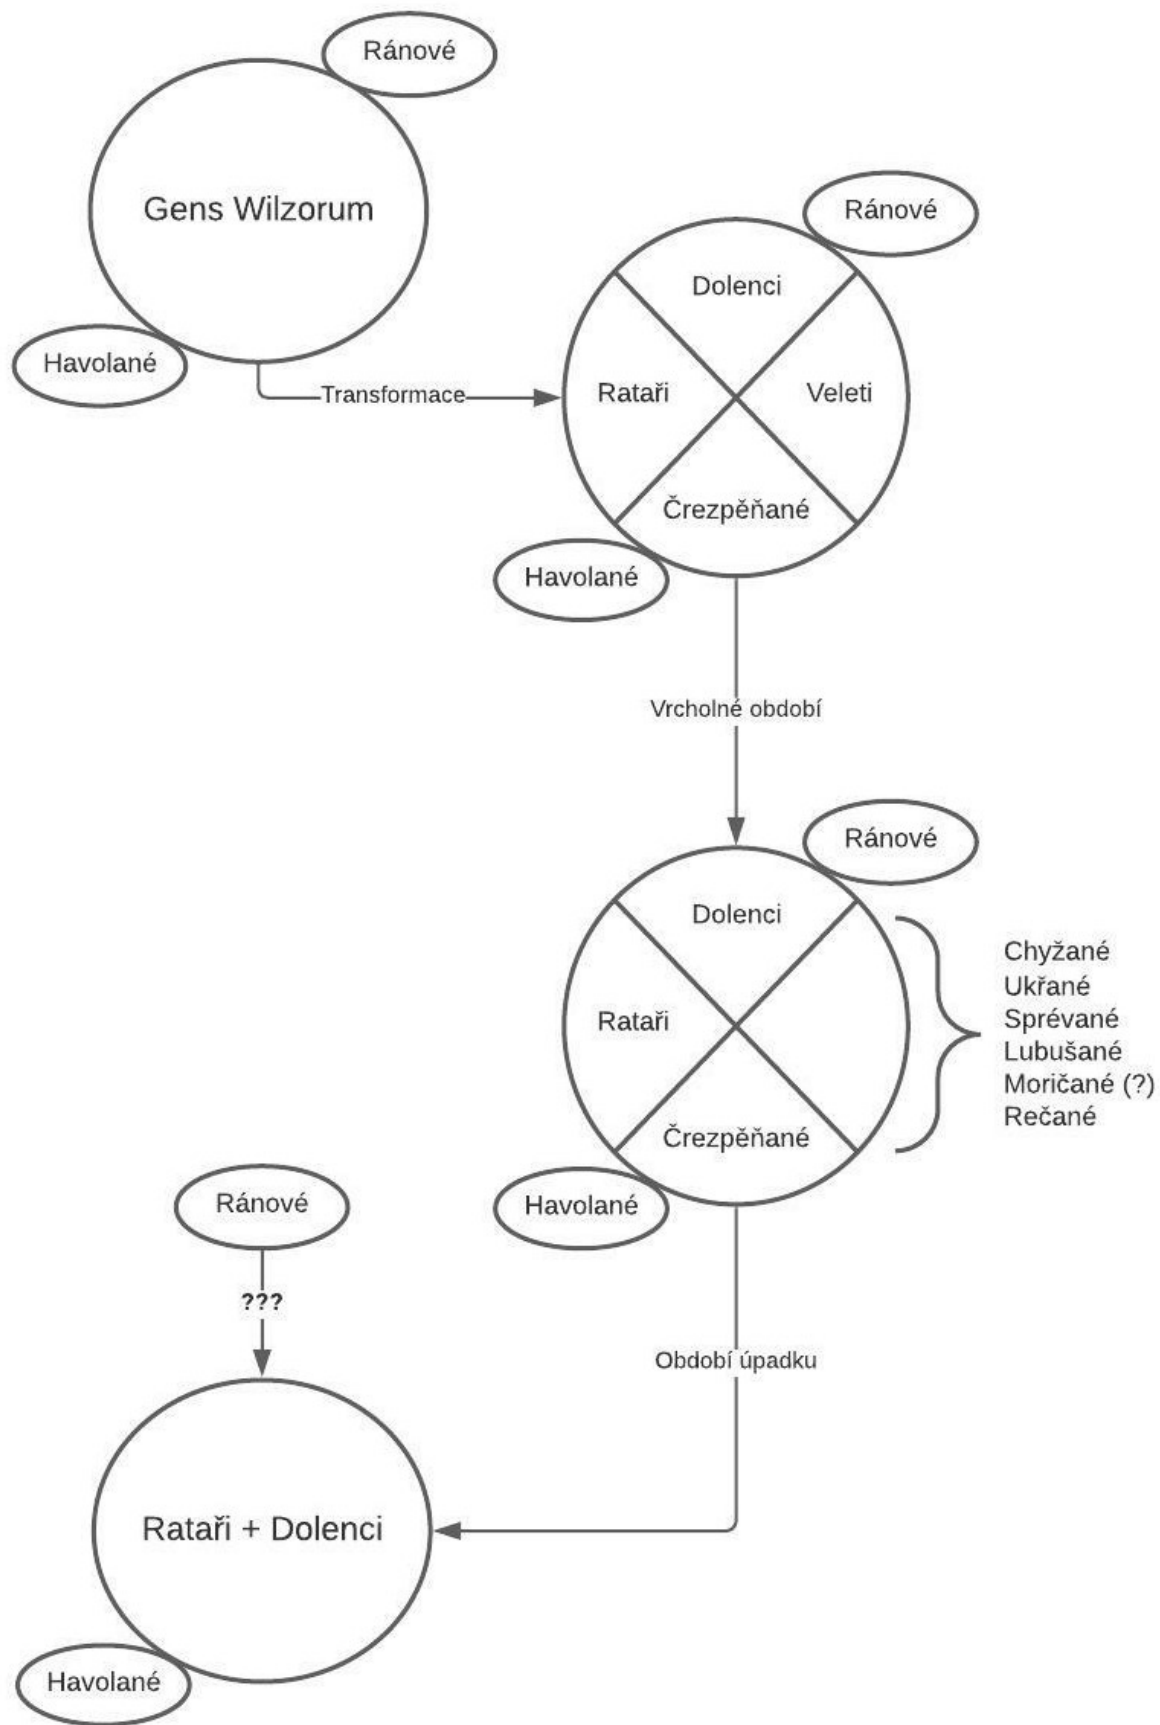 Ránové
Gens Wilzorum
Havolané
Transformace
Ránové
Dolenci
Rataři
Veleti
Črezpěňané
Havolané
Vrcholné období
Ránové
Dolenci
Rataři
Črezpěňané
Havolané
Chyžané
Ukřané
Sprévané
Lubušané
Moričané (?)
Rečané
Období úpadku
Ránové
???
Rataři + Dolenci
Havolané